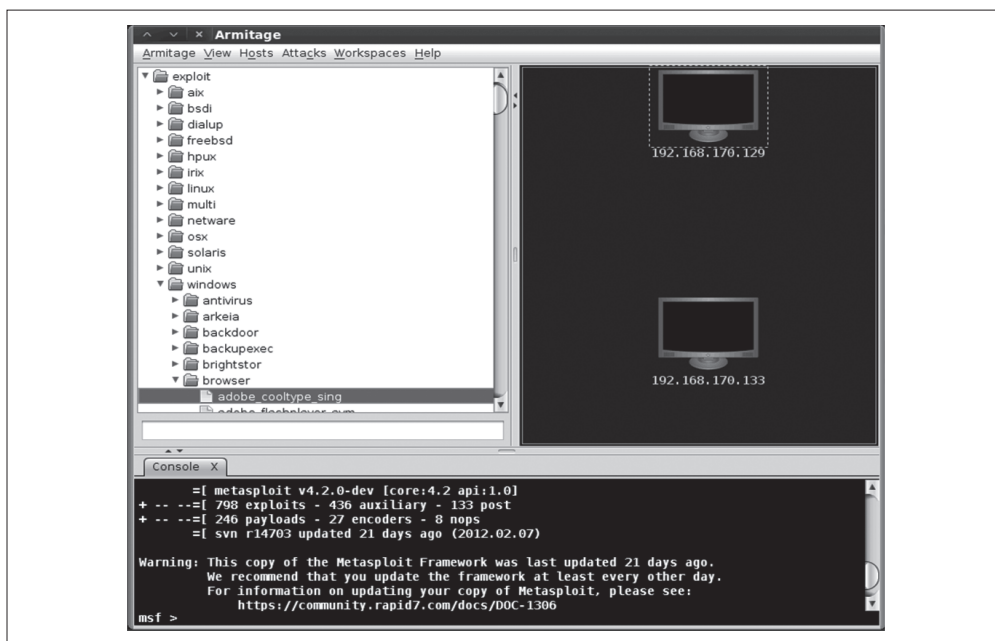 Armitage
Armitage View Hosts Attacks Workspaces Help
exploit
aix
bsdi
dialup
freebsd
hpux
irix
linux
multi
netware
osx
solaris
unix
windows
antivirus
arkeia
backdoor
backupexec
brightstor
browser
adobe_cooltype_sing
192.168.170.129
192.168.170.133
Console X
=[ metasploit v4.2.0-dev [core:4.2 api:1.0]
+ -- --=[ 798 exploits - 436 auxiliary - 133 post
+ -- --=[ 246 payloads - 27 encoders - 8 nops
=[ svn r14703 updated 21 days ago (2012.02.07)
Warning: This copy of the Metasploit Framework was last updated 21 days ago.
We recommend that you update the framework at least every other day.
For information on updating your copy of Metasploit, please see:
https://community.rapid7.com/docs/DOC-1306
msf >